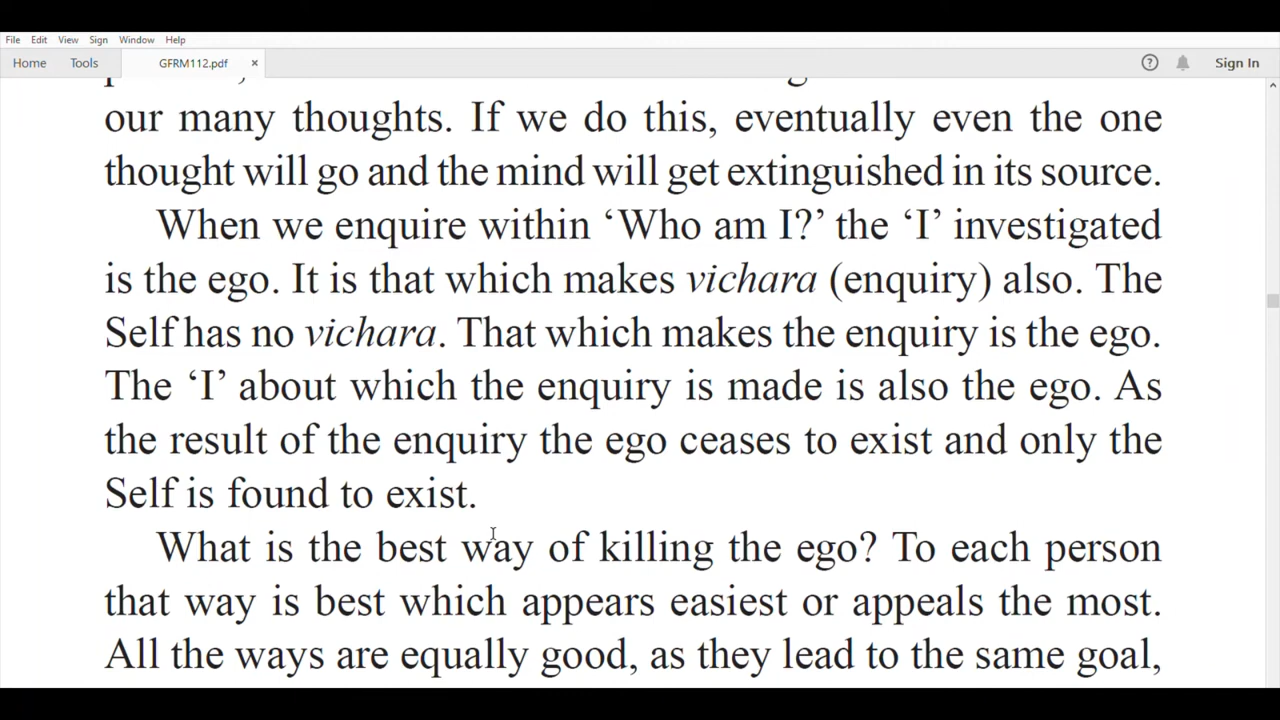 File Edit View Sign Window Help
Home Tools GFRM112.pdf × Sign In
our many thoughts. If we do this, eventually even the one
thought will go and the mind will get extinguished in its source.
When we enquire within ‘Who am I?’ the ‘I’ investigated
is the ego. It is that which makes vichara (enquiry) also. The
Self has no vichara. That which makes the enquiry is the ego.
The ‘I’ about which the enquiry is made is also the ego. As
the result of the enquiry the ego ceases to exist and only the
Self is found to exist.
What is the best way of killing the ego? To each person
that way is best which appears easiest or appeals the most.
All the ways are equally good, as they lead to the same goal,